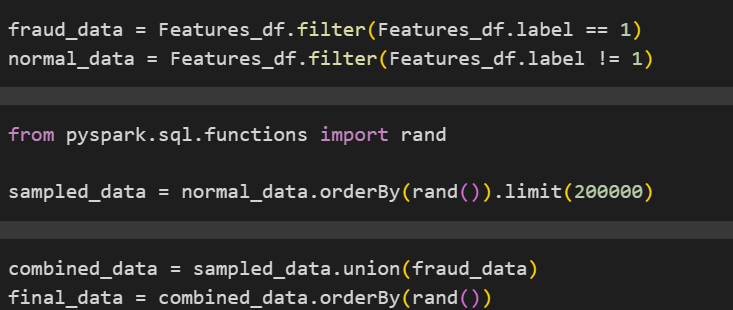 fraud_data = Features_df.filter(Features_df.label == 1)
normal_data = Features_df.filter(Features_df.label != 1)
from pyspark.sql.functions import rand
sampled_data = normal_data.orderBy(rand()).limit(200000)
combined_data = sampled_data.union(fraud_data)
final_data = combined_data.orderBy(rand())